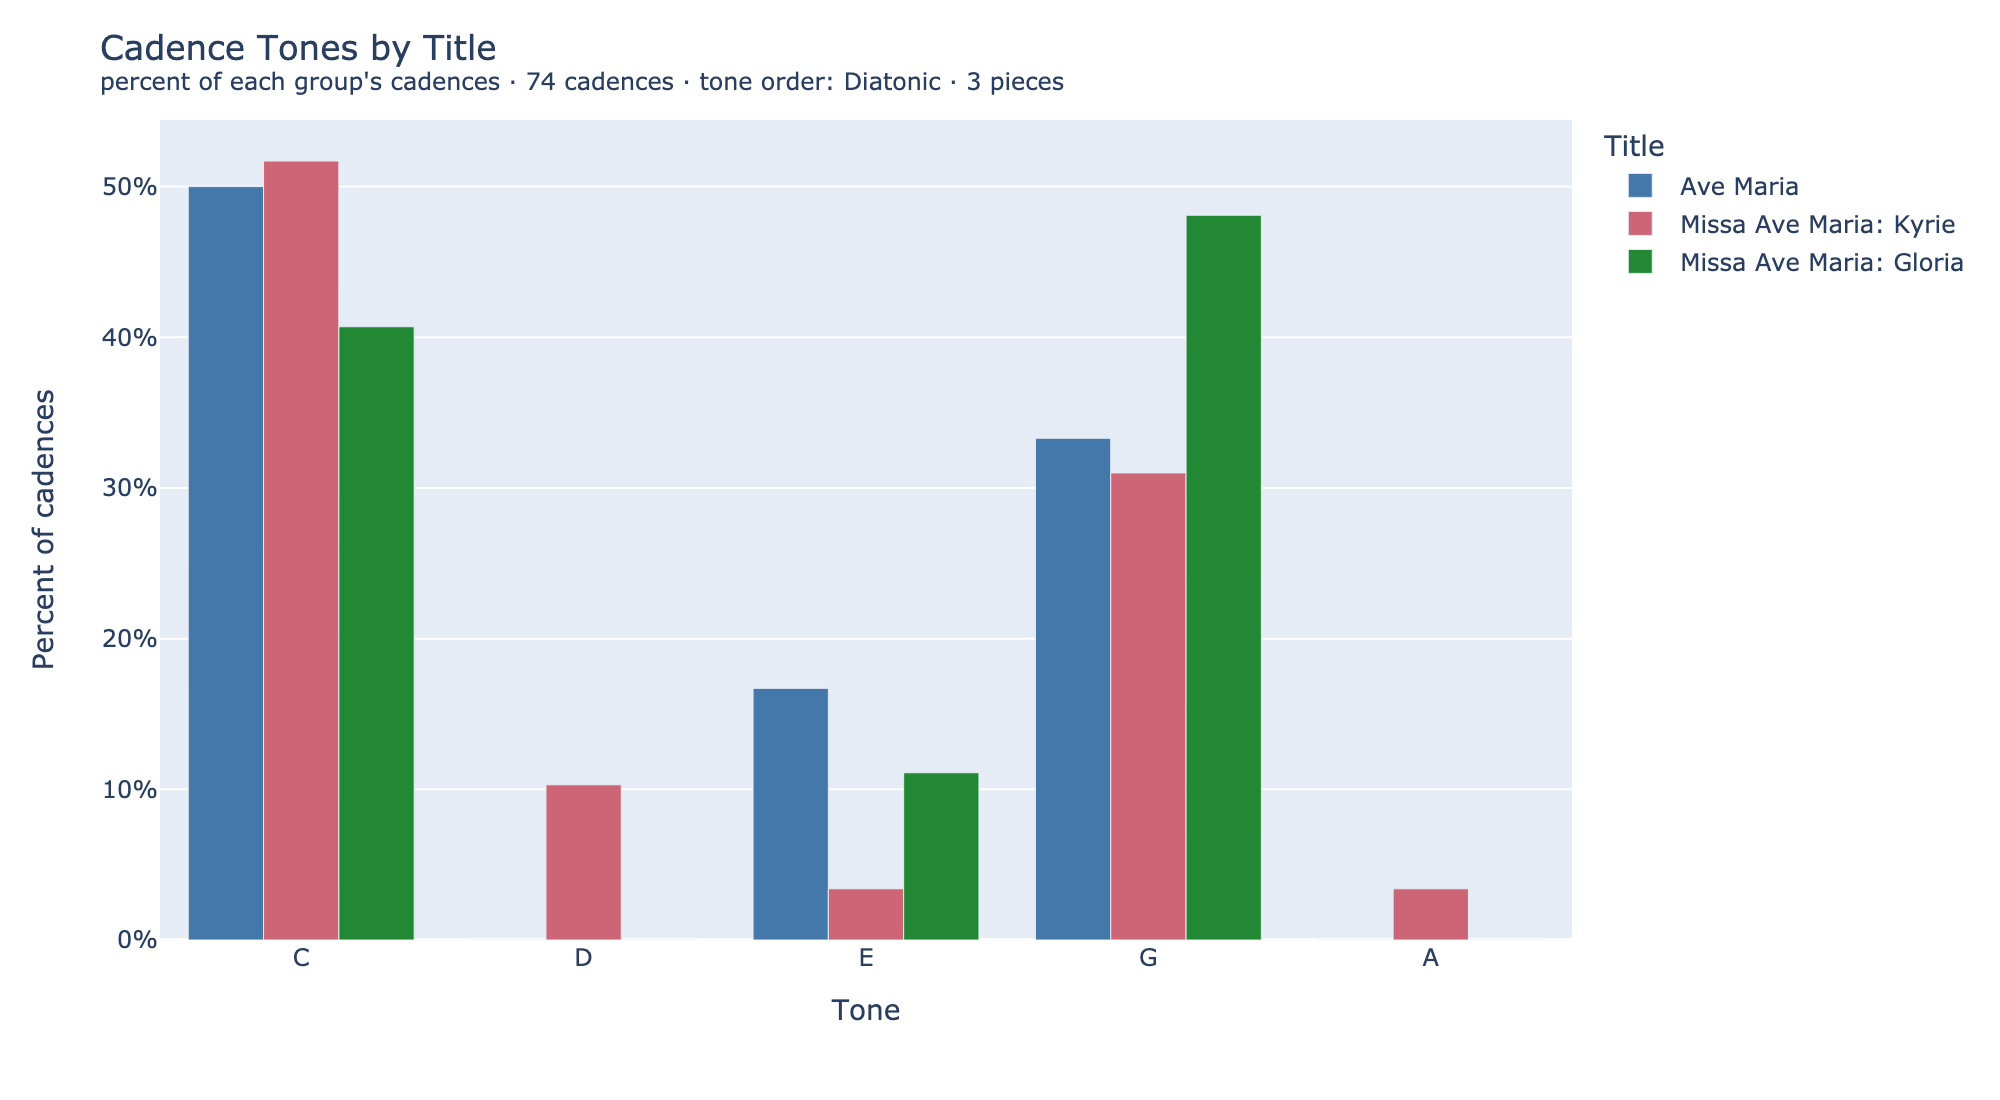 Cadence Tones by Title
percent of each group's cadences · 74 cadences · tone order: Diatonic · 3 pieces
Title
Ave Maria
Missa Ave Maria: Kyrie
Missa Ave Maria: Gloria
Percent of cadences
50%
40%
30%
20%
10%
0%
C D E G A
Tone